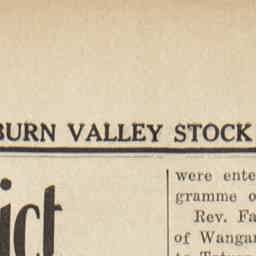 BURN VALLEY STOCK
ict
were ente
gramme o
Rev. Fa
of Wangar